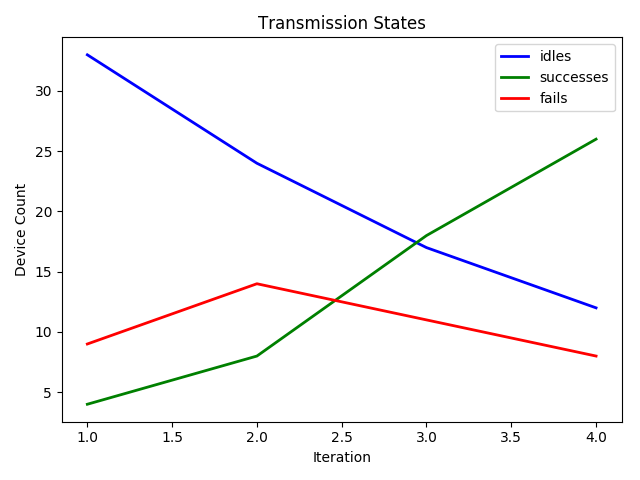 Transmission States
idles
successes
fails
Device Count
30
25
20
15
10
5
1.0 1.5 2.0 2.5 3.0 3.5 4.0
Iteration